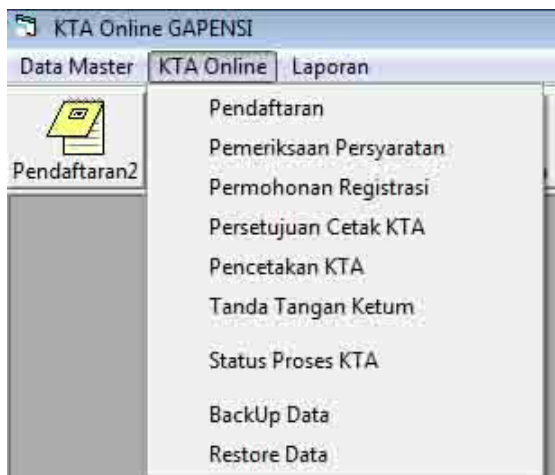 KTA Online GAPENSI
Data Master KTA Online Laporan
Pendaftaran2
Pendaftaran
Pemeriksaan Persyaratan
Permohonan Registrasi
Persetujuan Cetak KTA
Pencetakan KTA
Tanda Tangan Ketum
Status Proses KTA
BackUp Data
Restore Data